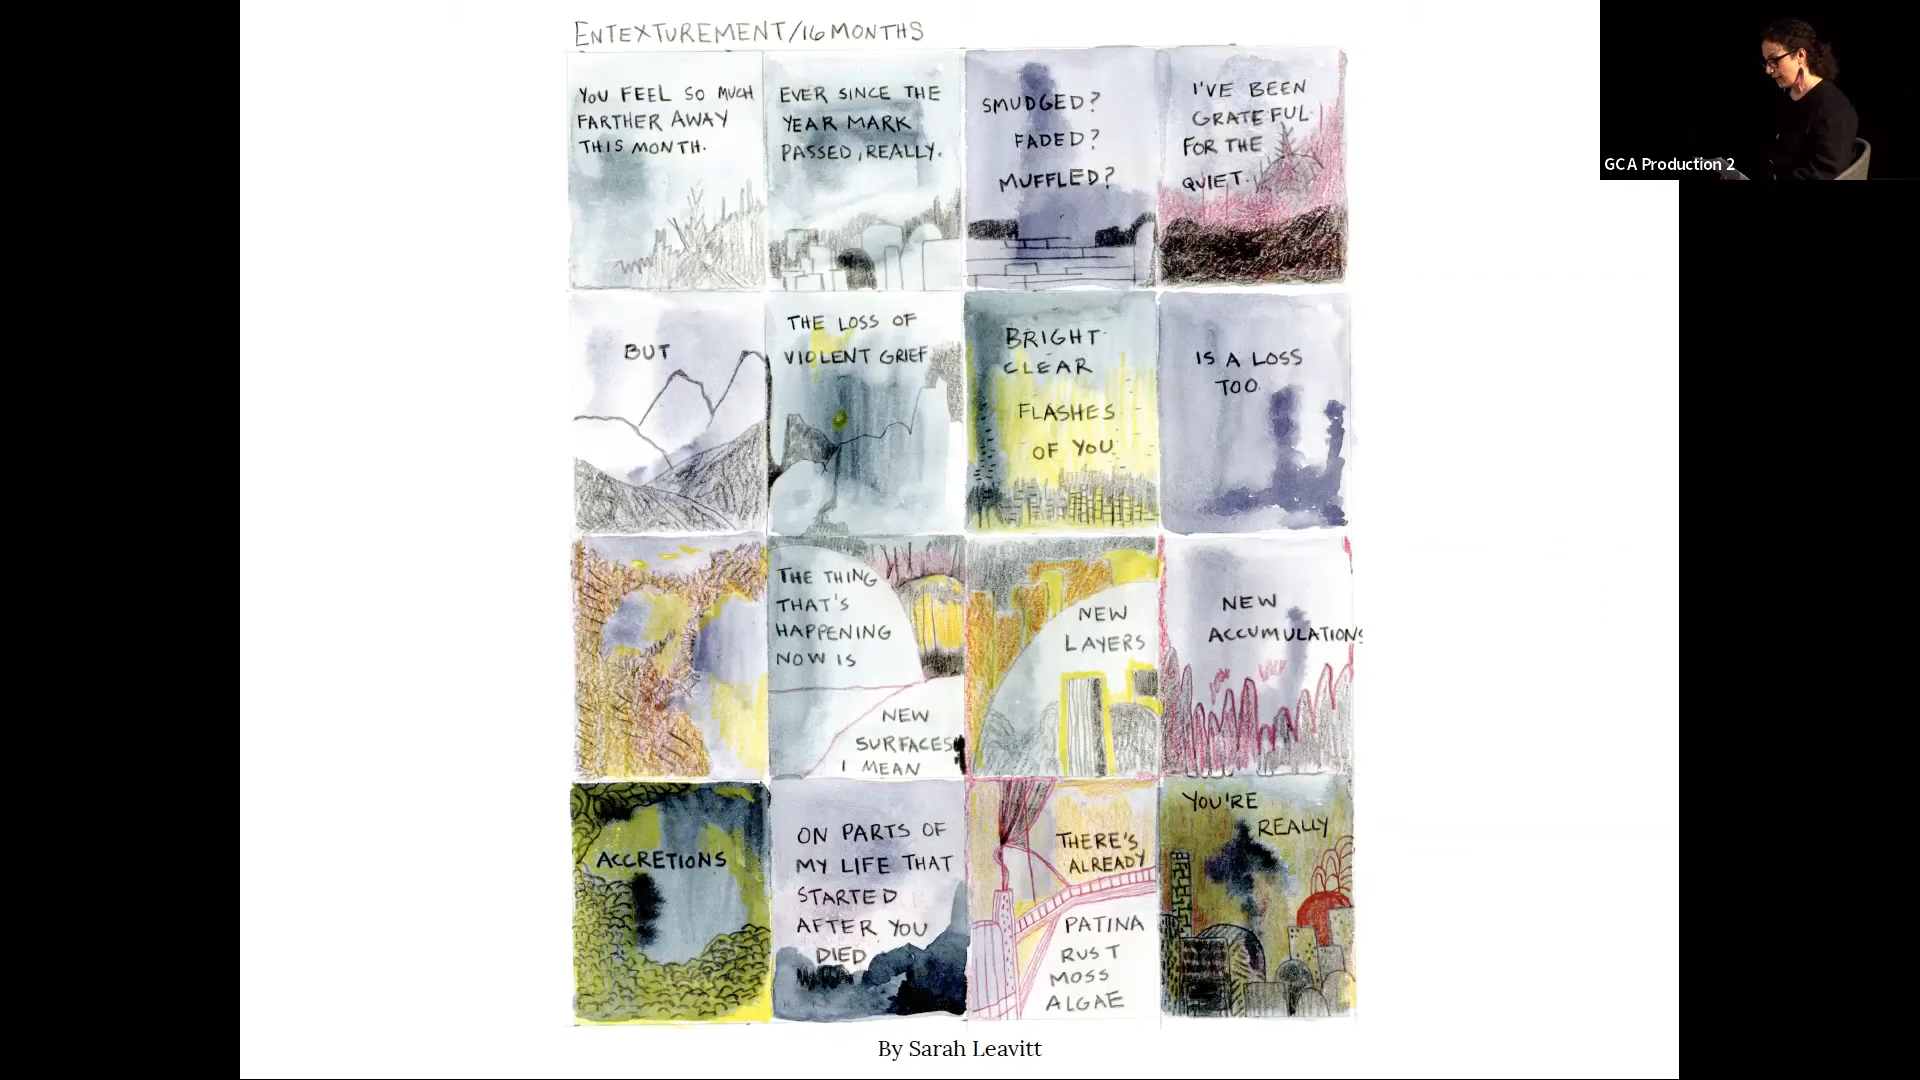 ENTEXTUREMENT/16 MONTHS
YOU FEEL SO MUCH
FARTHER AWAY
THIS MONTH.
EVER SINCE THE
YEAR MARK
PASSED, REALLY.
SMUDGED?
FADED?
MUFFLED?
I'VE BEEN
GRATEFUL
FOR THE
QUIET.
BUT
THE LOSS OF
VIOLENT GRIEF
BRIGHT
CLEAR
FLASHES
OF YOU
IS A LOSS
TOO.
THE THING
THAT'S
HAPPENING
NOW IS
NEW
SURFACES
I MEAN
NEW
LAYERS
NEW
ACCUMULATIONS
ACCRETIONS
ON PARTS OF
MY LIFE THAT
STARTED
AFTER YOU
DIED
THERE'S
ALREADY
PATINA
RUST
MOSS
ALGAE
YOU'RE
REALLY
By Sarah Leavitt
GCA Production 2